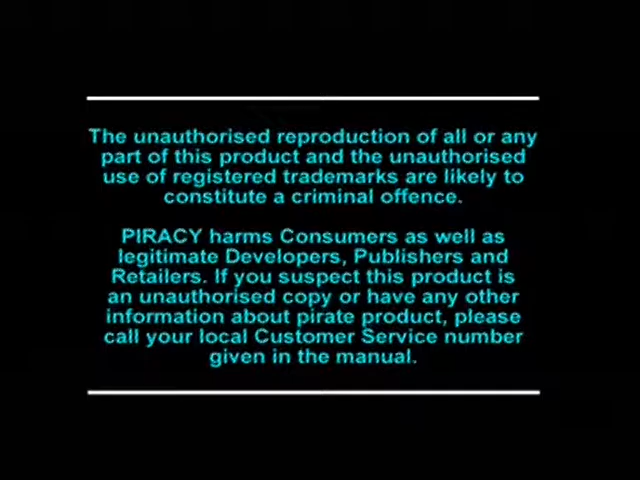 The unauthorised reproduction of all or any
part of this product and the unauthorised
use of registered trademarks are likely to
constitute a criminal offence.
PIRACY harms Consumers as well as
legitimate Developers, Publishers and
Retailers. If you suspect this product is
an unauthorised copy or have any other
information about pirate product, please
call your local Customer Service number
given in the manual.